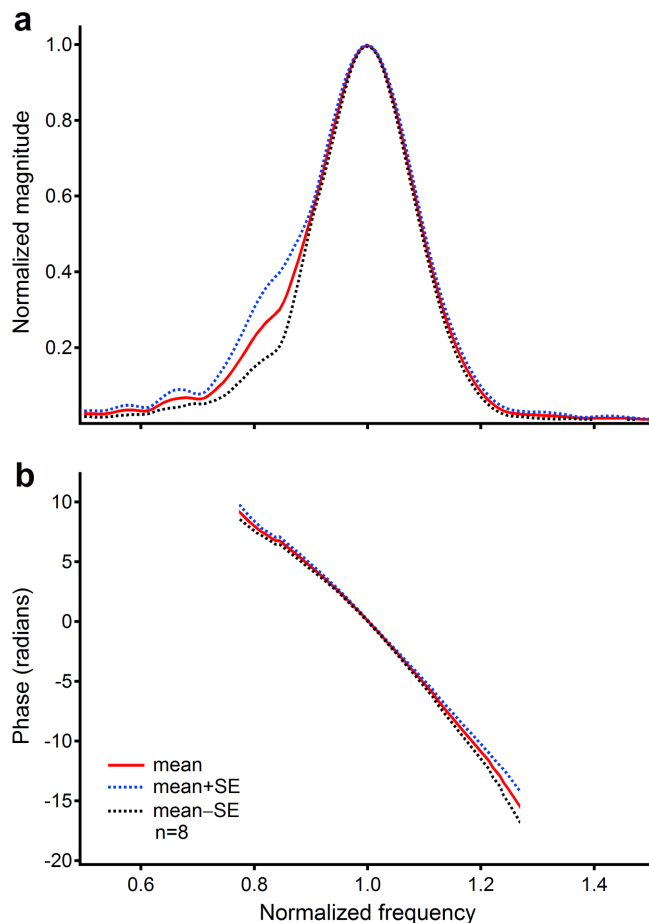 a
Normalized magnitude
1.0
0.8
0.6
0.4
0.2
b
Phase (radians)
10
5
0
-5
-10
-15
-20
mean
mean+SE
mean−SE
n=8
0.6 0.8 1.0 1.2 1.4
Normalized frequency